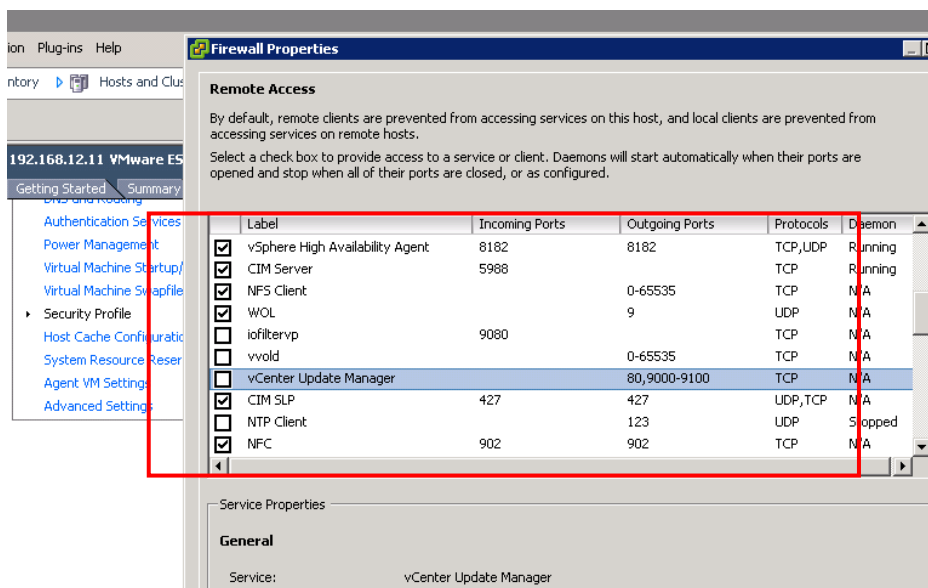 ion Plug-ins Help
Firewall Properties
ntory Hosts and Clus
Remote Access
By default, remote clients are prevented from accessing services on this host, and local clients are prevented from
accessing services on remote hosts.
Select a check box to provide access to a service or client. Daemons will start automatically when their ports are
opened and stop when all of their ports are closed, or as configured.
192.168.12.11 VMware ES
Getting Started Summary
DNS and Routing
Authentication Services
Power Management
Virtual Machine Startup/
Virtual Machine Swapfile
Security Profile
Host Cache Configuratio
System Resource Reser
Agent VM Settings
Advanced Settings
Label Incoming Ports Outgoing Ports Protocols Daemon
vSphere High Availability Agent 8182 8182 TCP,UDP Running
CIM Server 5988 TCP Running
NFS Client 0-65535 TCP N/A
WOL 9 UDP N/A
iofiltervp 9080 TCP N/A
vvold 0-65535 TCP N/A
vCenter Update Manager 80,9000-9100 TCP N/A
CIM SLP 427 427 UDP,TCP N/A
NTP Client 123 UDP Stopped
NFC 902 902 TCP N/A
Service Properties
General
Service: vCenter Update Manager